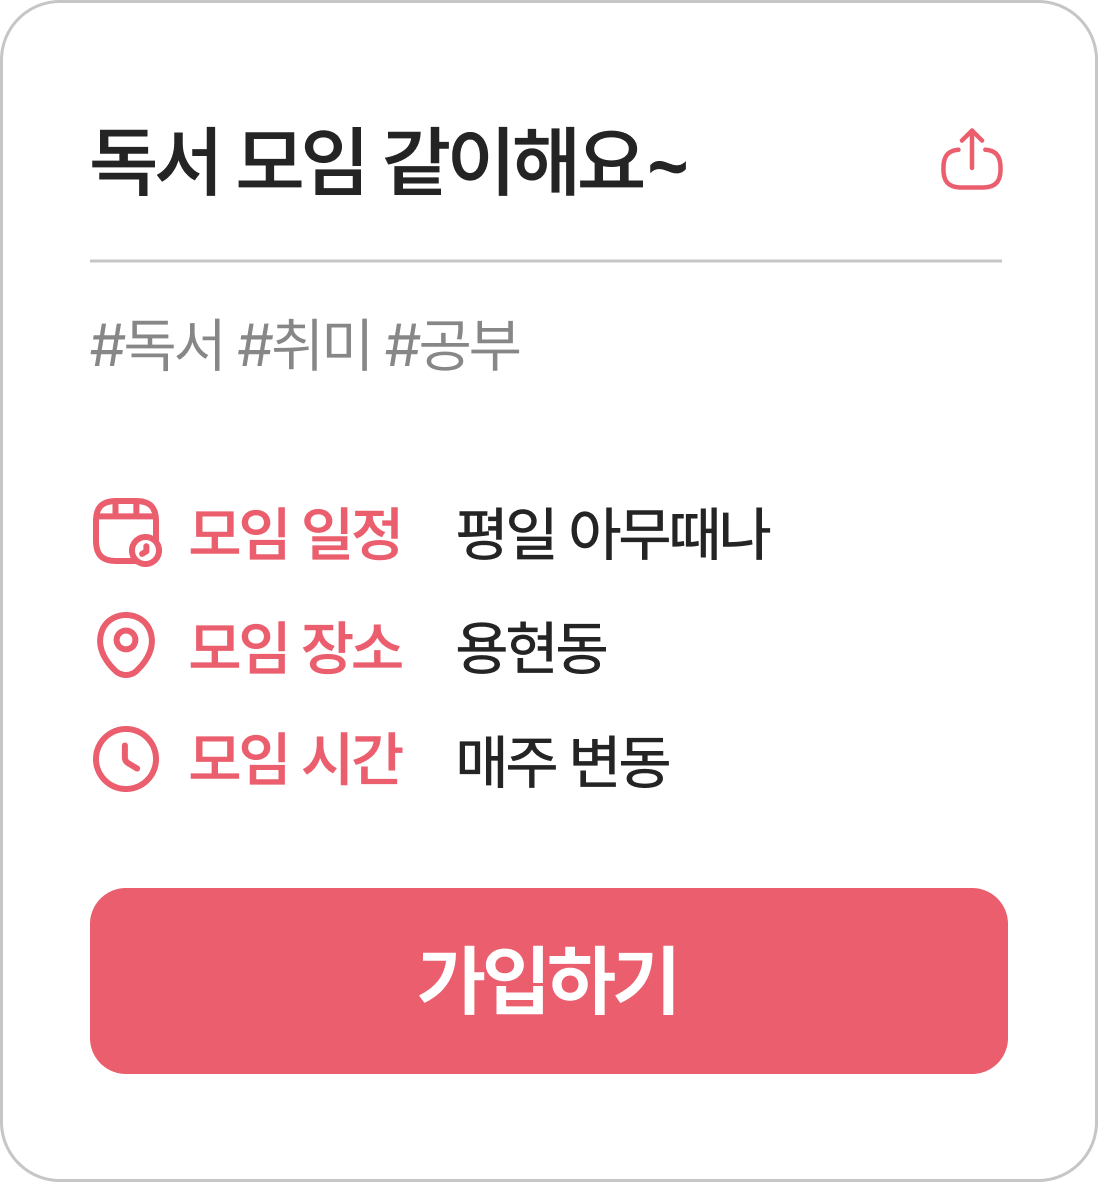 독서 모임 같이해요~
#독서 #취미 #공부
모임 일정 평일 아무때나
모임 장소 용현동
모임 시간 매주 변동
가입하기